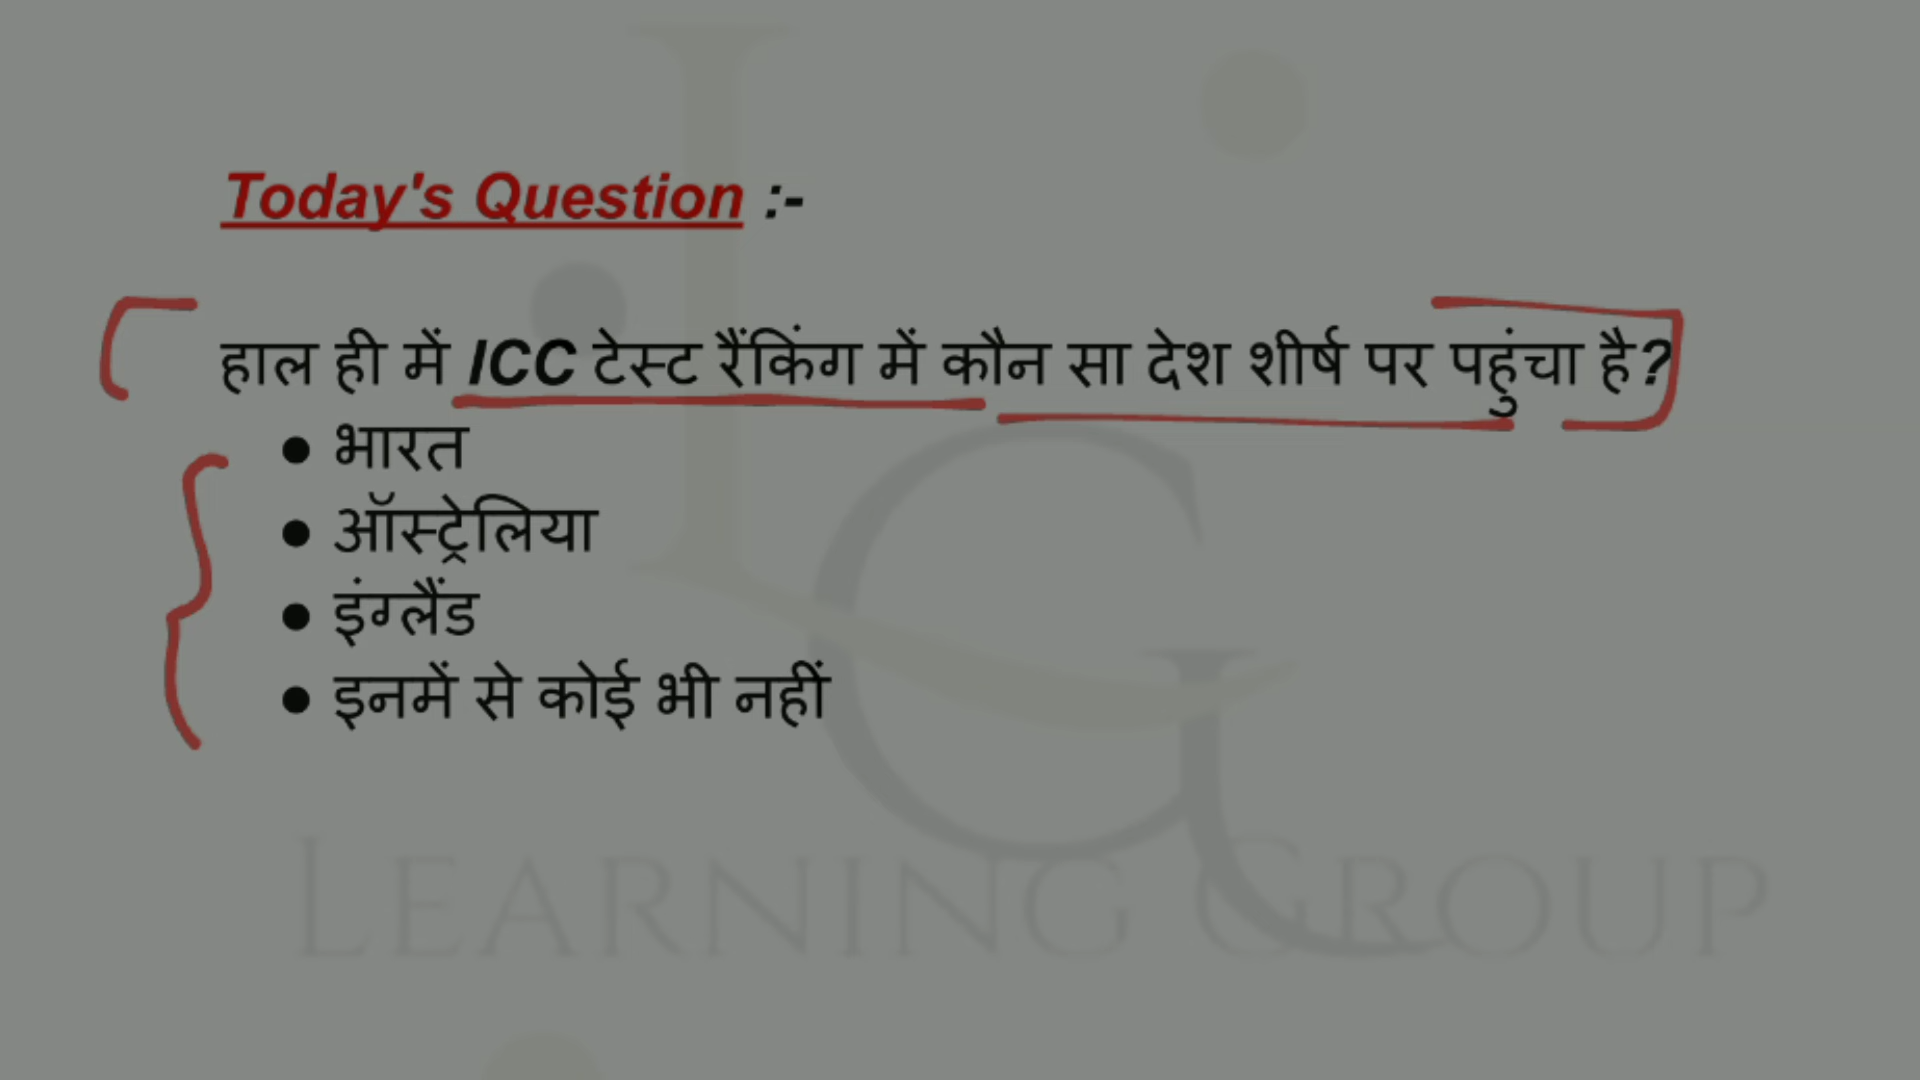 Today's Question :-
हाल ही में ICC टेस्ट रैंकिंग में कौन सा देश शीर्ष पर पहुंचा है?
● भारत
● ऑस्ट्रेलिया
● इंग्लैंड
● इनमें से कोई भी नहीं
LEARNING GROUP